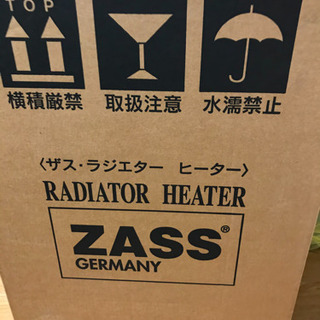 TOP
横積厳禁 取扱注意 水濡禁止
〈ザス・ラジエター ヒーター〉
RADIATOR HEATER
ZASS®
GERMANY